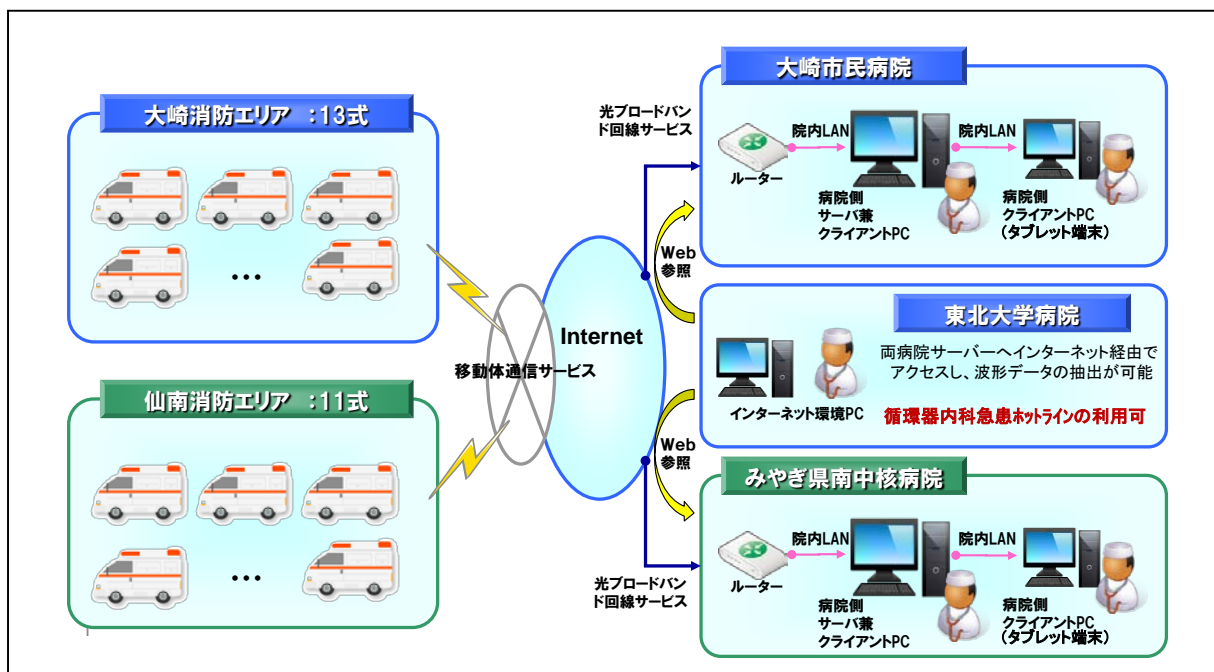 大崎消防エリア :13式
•••
仙南消防エリア :11式
•••
移動体通信サービス
Internet
光ブロードバン
ド回線サービス
Web
参照
Web
参照
光ブロードバン
ド回線サービス
大崎市民病院
院内LAN
院内LAN
ルーター
病院側
サーバ兼
クライアントPC
病院側
クライアントPC
(タブレット端末)
東北大学病院
両病院サーバーへインターネット経由で
アクセスし、波形データの抽出が可能
インターネット環境PC
循環器内科急患ホットラインの利用可
みやぎ県南中核病院
院内LAN
院内LAN
ルーター
病院側
サーバ兼
クライアントPC
病院側
クライアントPC
(タブレット端末)